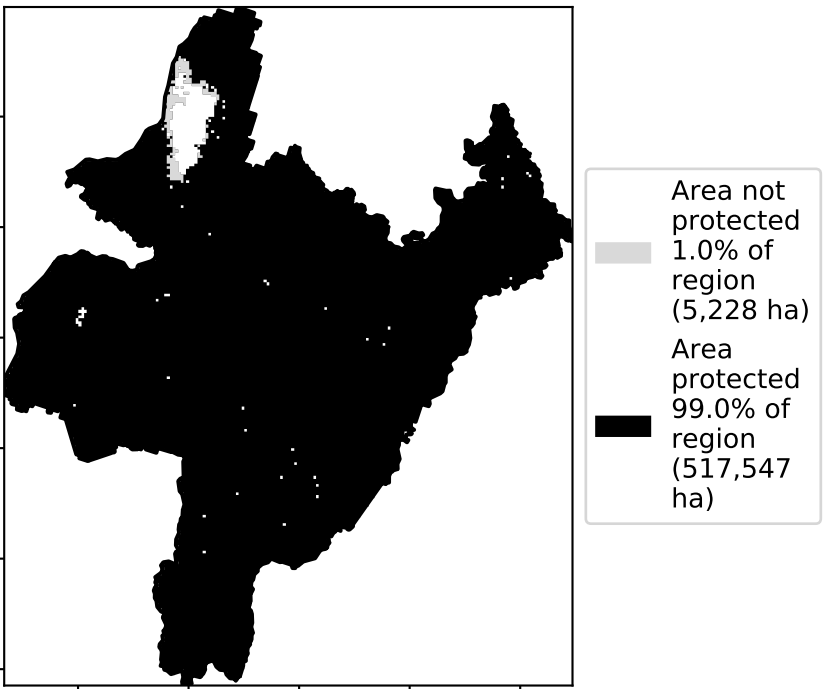 Area not
protected
1.0% of
region
(5,228 ha)
Area
protected
99.0% of
region
(517,547
ha)